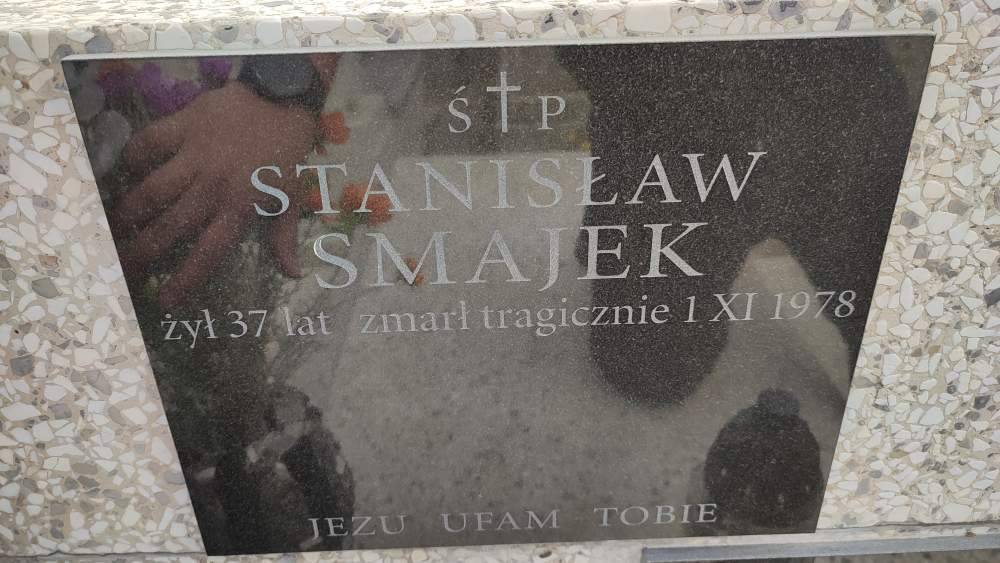 Ś † P
STANISŁAW
SMAJEK
żył 37 lat zmarł tragicznie 1 XI 1978
JEZU UFAM TOBIE